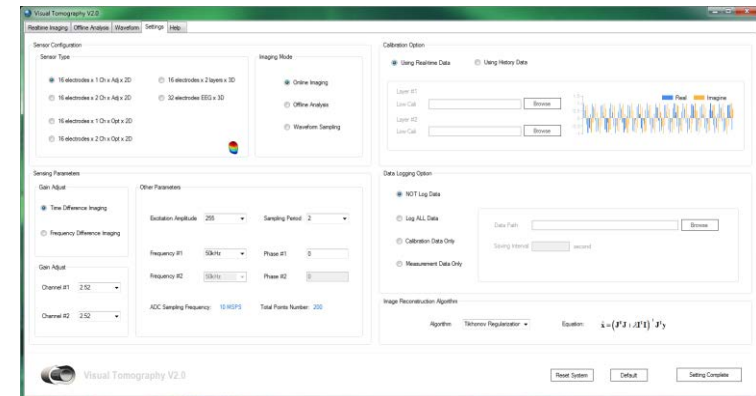 Visual Tomography V2.0
Realtime Imaging Offline Analysis Waveform Settings Help
Sensor Configuration
Sensor Type
16 electrodes x 1 Ch x Adj x 2D
16 electrodes x 2 layers x 3D
16 electrodes x 2 Ch x Adj x 2D
32 electrodes EEG x 3D
16 electrodes x 1 Ch x Opt x 2D
16 electrodes x 2 Ch x Opt x 2D
Imaging Mode
Online Imaging
Offline Analysis
Waveform Sampling
Calibration Option
Using Real-time Data Using History Data
Layer #1
Low Cali Browse
Layer #2
Low Cali Browse
Real Imagine
Sensing Parameters
Gain Adjust
Time Difference Imaging
Frequency Difference Imaging
Gain Adjust
Channel #1 2.52
Channel #2 2.52
Other Parameters
Excitation Amplitude 255 Sampling Period 2
Frequency #1 50kHz Phase #1 0
Frequency #2 50kHz Phase #2 0
ADC Sampling Frequency: 10 MSPS Total Points Number: 200
Data Logging Option
NOT Log Data
Log ALL Data
Calibration Data Only
Measurement Data Only
Data Path Browse
Saving Interval second
Image Reconstruction Algorithm
Algorithm Tikhonov Regularization Equation: x̂ = (JᵀJ + λIᵀI)⁻¹Jᵀy
Visual Tomography V2.0
Reset System Default Setting Complete